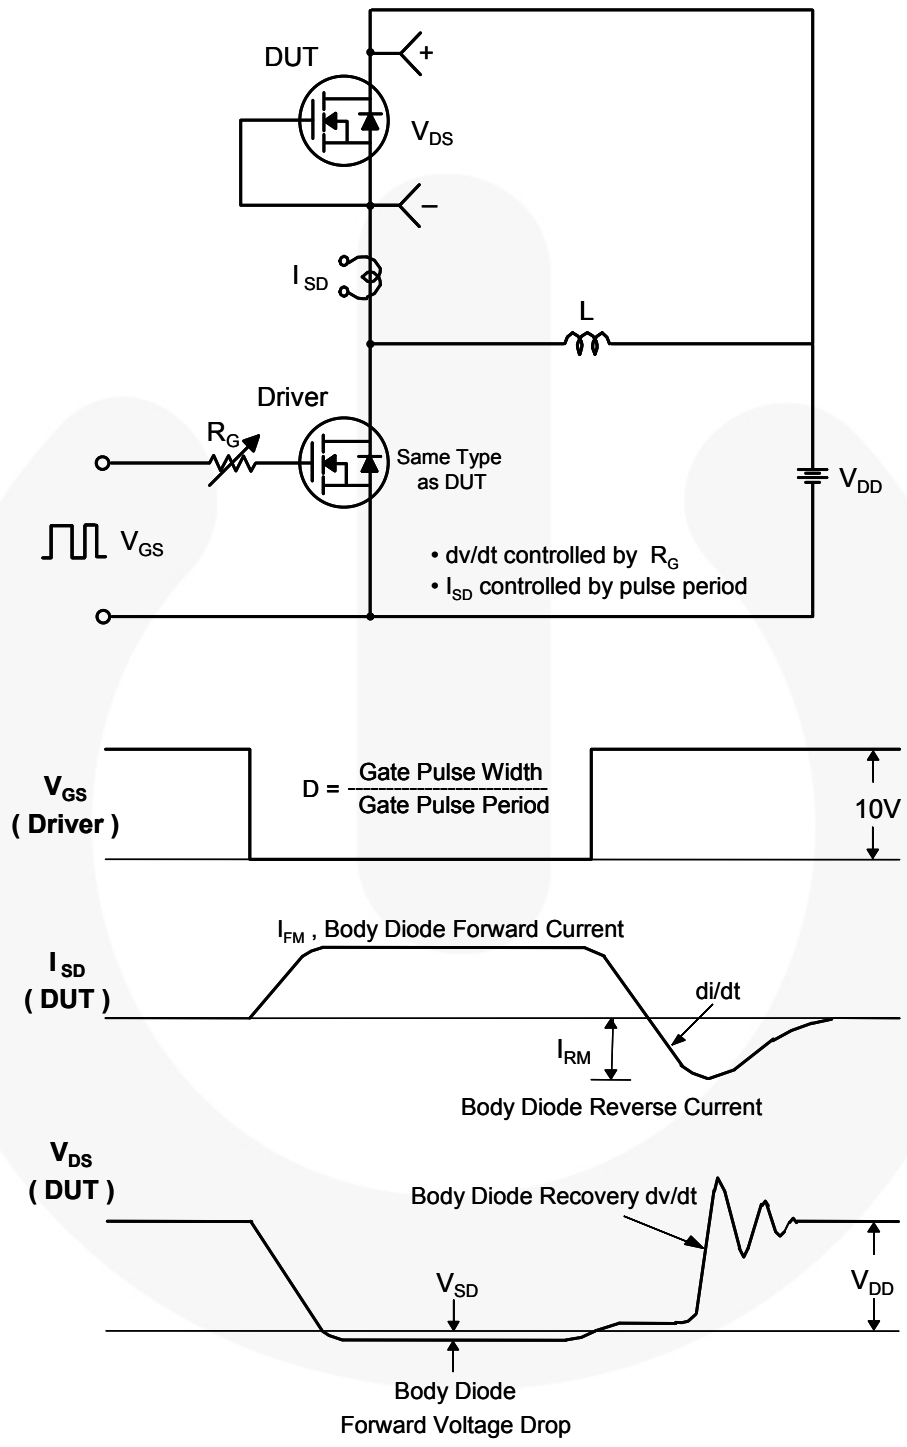 DUT
+
V_DS
−
I_SD
L
Driver
R_G
Same Type
as DUT
V_DD
V_GS
• dv/dt controlled by R_G
• I_SD controlled by pulse period
V_GS
( Driver )
D = Gate Pulse Width
Gate Pulse Period
10V
I_FM , Body Diode Forward Current
I_SD
( DUT )
di/dt
I_RM
Body Diode Reverse Current
V_DS
( DUT )
Body Diode Recovery dv/dt
V_SD
V_DD
Body Diode
Forward Voltage Drop